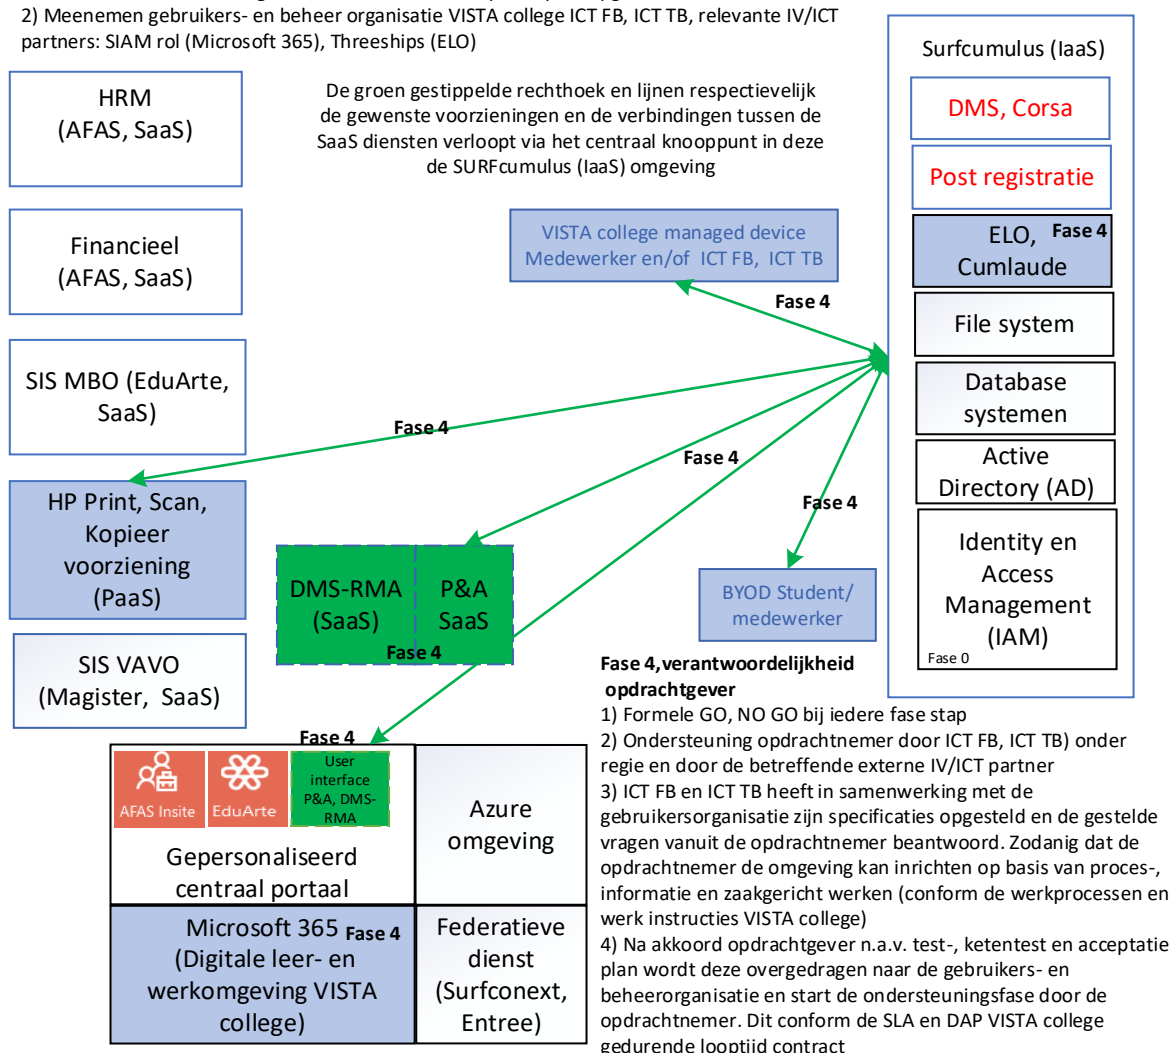 2) Meenemen gebruikers- en beheer organisatie VISTA college ICT FB, ICT TB, relevante IV/ICT
partners: SIAM rol (Microsoft 365), Threeships (ELO)
De groen gestippelde rechthoek en lijnen respectievelijk
de gewenste voorzieningen en de verbindingen tussen de
SaaS diensten verloopt via het centraal knooppunt in deze
de SURFcumulus (IaaS) omgeving
HRM
(AFAS, SaaS)
Financieel
(AFAS, SaaS)
SIS MBO (EduArte,
SaaS)
HP Print, Scan,
Kopieer
voorziening
(PaaS)
SIS VAVO
(Magister, SaaS)
VISTA college managed device
Medewerker en/of ICT FB, ICT TB
Fase 4
Fase 4
Fase 4
Fase 4
DMS-RMA
(SaaS)
P&A
SaaS
Fase 4
BYOD Student/
medewerker
Surfcumulus (IaaS)
DMS, Corsa
Post registratie
ELO, Fase 4
Cumlaude
File system
Database
systemen
Active
Directory (AD)
Identity en
Access
Management
(IAM)
Fase 0
Fase 4
AFAS Insite
EduArte
User
interface
P&A, DMS-
RMA
Gepersonaliseerd
centraal portaal
Azure
omgeving
Microsoft 365 Fase 4
(Digitale leer- en
werkomgeving VISTA
college)
Federatieve
dienst
(Surfconext,
Entree)
Fase 4,verantwoordelijkheid
opdrachtgever
1) Formele GO, NO GO bij iedere fase stap
2) Ondersteuning opdrachtnemer door ICT FB, ICT TB) onder
regie en door de betreffende externe IV/ICT partner
3) ICT FB en ICT TB heeft in samenwerking met de
gebruikersorganisatie zijn specificaties opgesteld en de gestelde
vragen vanuit de opdrachtnemer beantwoord. Zodanig dat de
opdrachtnemer de omgeving kan inrichten op basis van proces-,
informatie en zaakgericht werken (conform de werkprocessen en
werk instructies VISTA college)
4) Na akkoord opdrachtgever n.a.v. test-, ketentest en acceptatie
plan wordt deze overgedragen naar de gebruikers- en
beheerorganisatie en start de ondersteuningsfase door de
opdrachtnemer. Dit conform de SLA en DAP VISTA college
gedurende looptijd contract